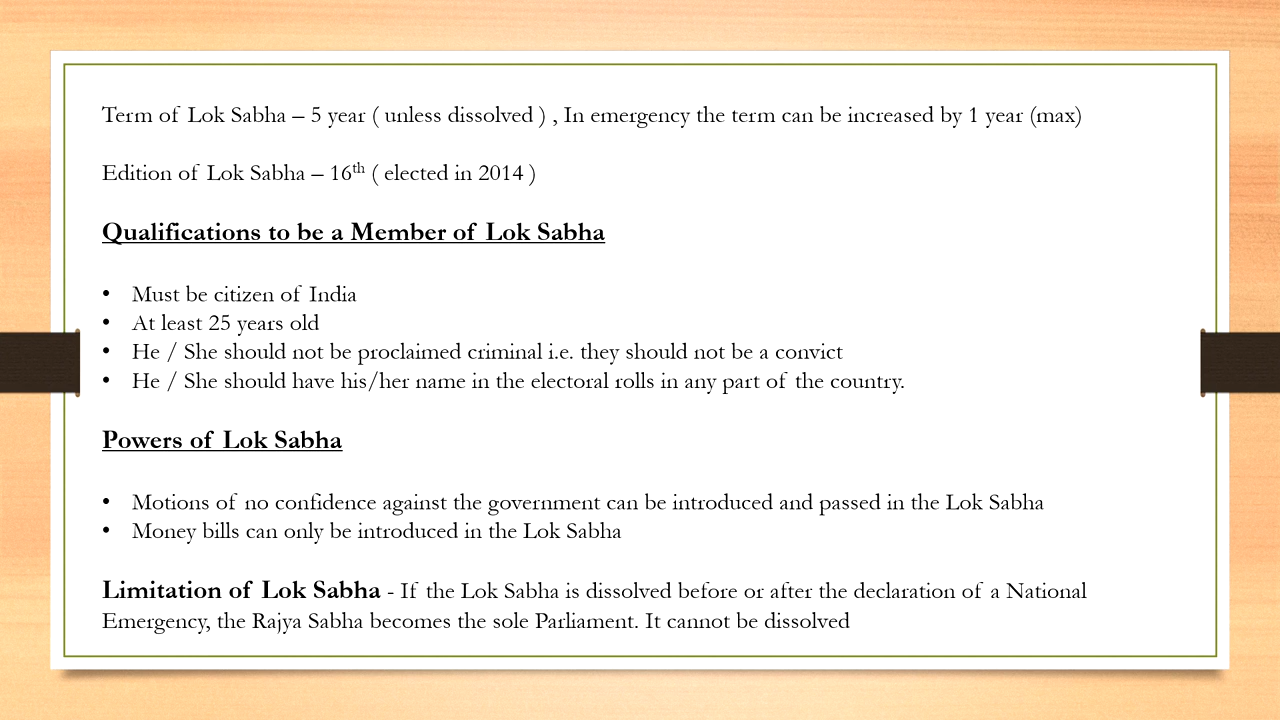 Term of Lok Sabha – 5 year ( unless dissolved ) , In emergency the term can be increased by 1 year (max)
Edition of Lok Sabha – 16th ( elected in 2014 )
Qualifications to be a Member of Lok Sabha
• Must be citizen of India
• At least 25 years old
• He / She should not be proclaimed criminal i.e. they should not be a convict
• He / She should have his/her name in the electoral rolls in any part of the country.
Powers of Lok Sabha
• Motions of no confidence against the government can be introduced and passed in the Lok Sabha
• Money bills can only be introduced in the Lok Sabha
Limitation of Lok Sabha - If the Lok Sabha is dissolved before or after the declaration of a National
Emergency, the Rajya Sabha becomes the sole Parliament. It cannot be dissolved